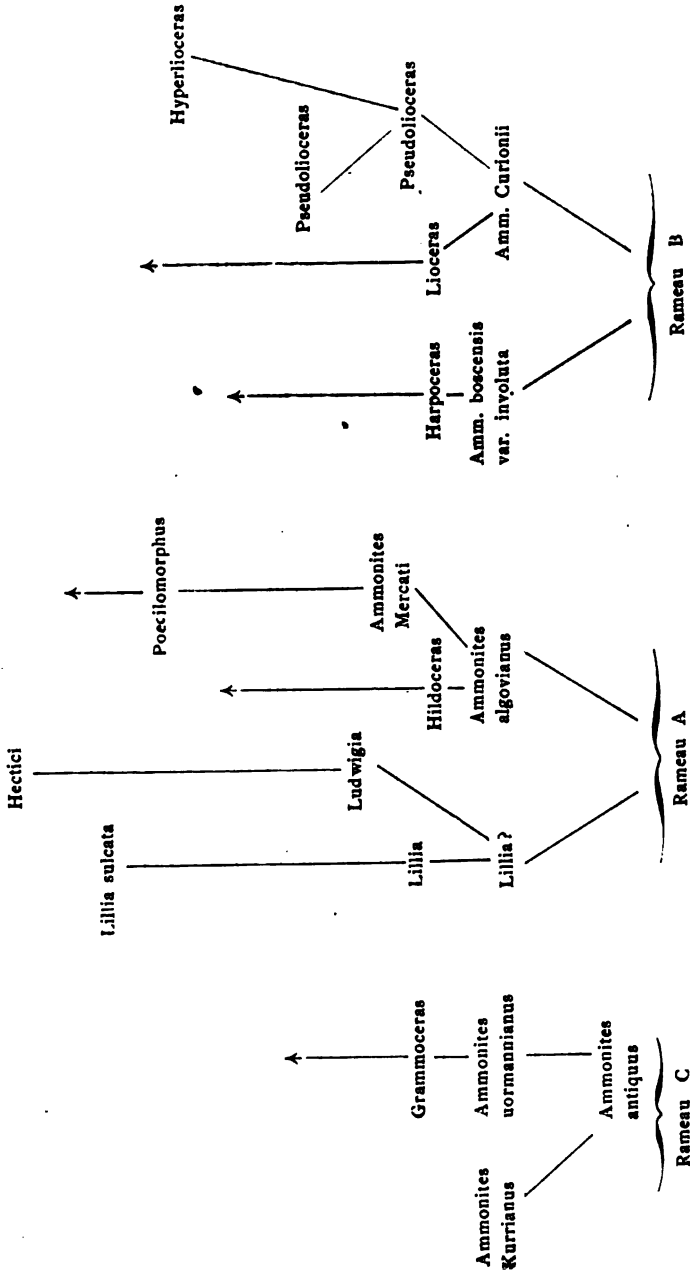 Hectici
Lillia sulcata
Poecilomorphus
Hyperlioceras
Pseudolioceras
Ludwigia
Ammonites
Mercati
Pseudolioceras
Grammoceras
Lillia
Hildoceras
Harpoceras
Lioceras
Ammonites
Kurrianus
Ammonites
uormannianus
Lillia?
Ammonites
algovianus
Amm. boscensis
var. involuta
Amm. Curionii
Ammonites
antiquus
Rameau C
Rameau A
Rameau B